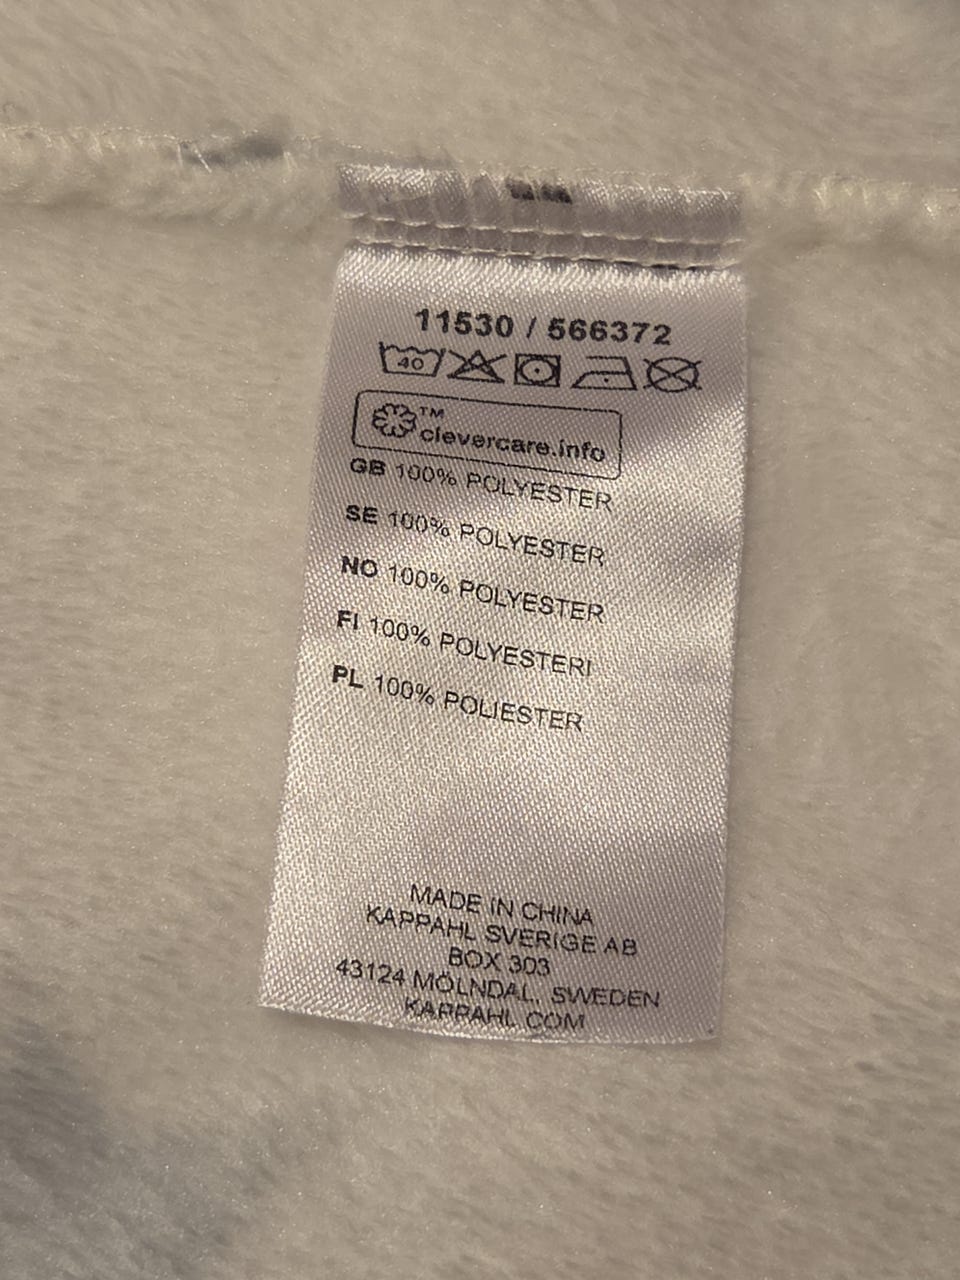 11530 / 566372
40
TM
clevercare.info
GB 100% POLYESTER
SE 100% POLYESTER
NO 100% POLYESTER
FI 100% POLYESTERI
PL 100% POLIESTER
MADE IN CHINA
KAPPAHL SVERIGE AB
BOX 303
43124 MÖLNDAL, SWEDEN
KAPPAHL.COM